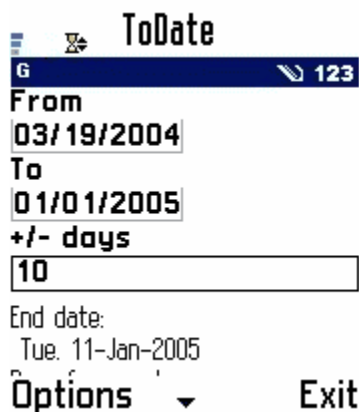 ToDate
G 123
From
03/19/2004
To
01/01/2005
+/- days
10
End date:
Tue. 11-Jan-2005
Options Exit